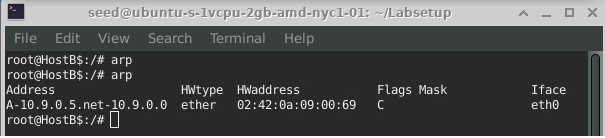 seed@ubuntu-s-1vcpu-2gb-amd-nyc1-01: ~/Labsetup
File Edit View Search Terminal Help
root@HostB$:/# arp
root@HostB$:/# arp
Address HWtype HWaddress Flags Mask Iface
A-10.9.0.5.net-10.9.0.0 ether 02:42:0a:09:00:69 C eth0
root@HostB$:/#